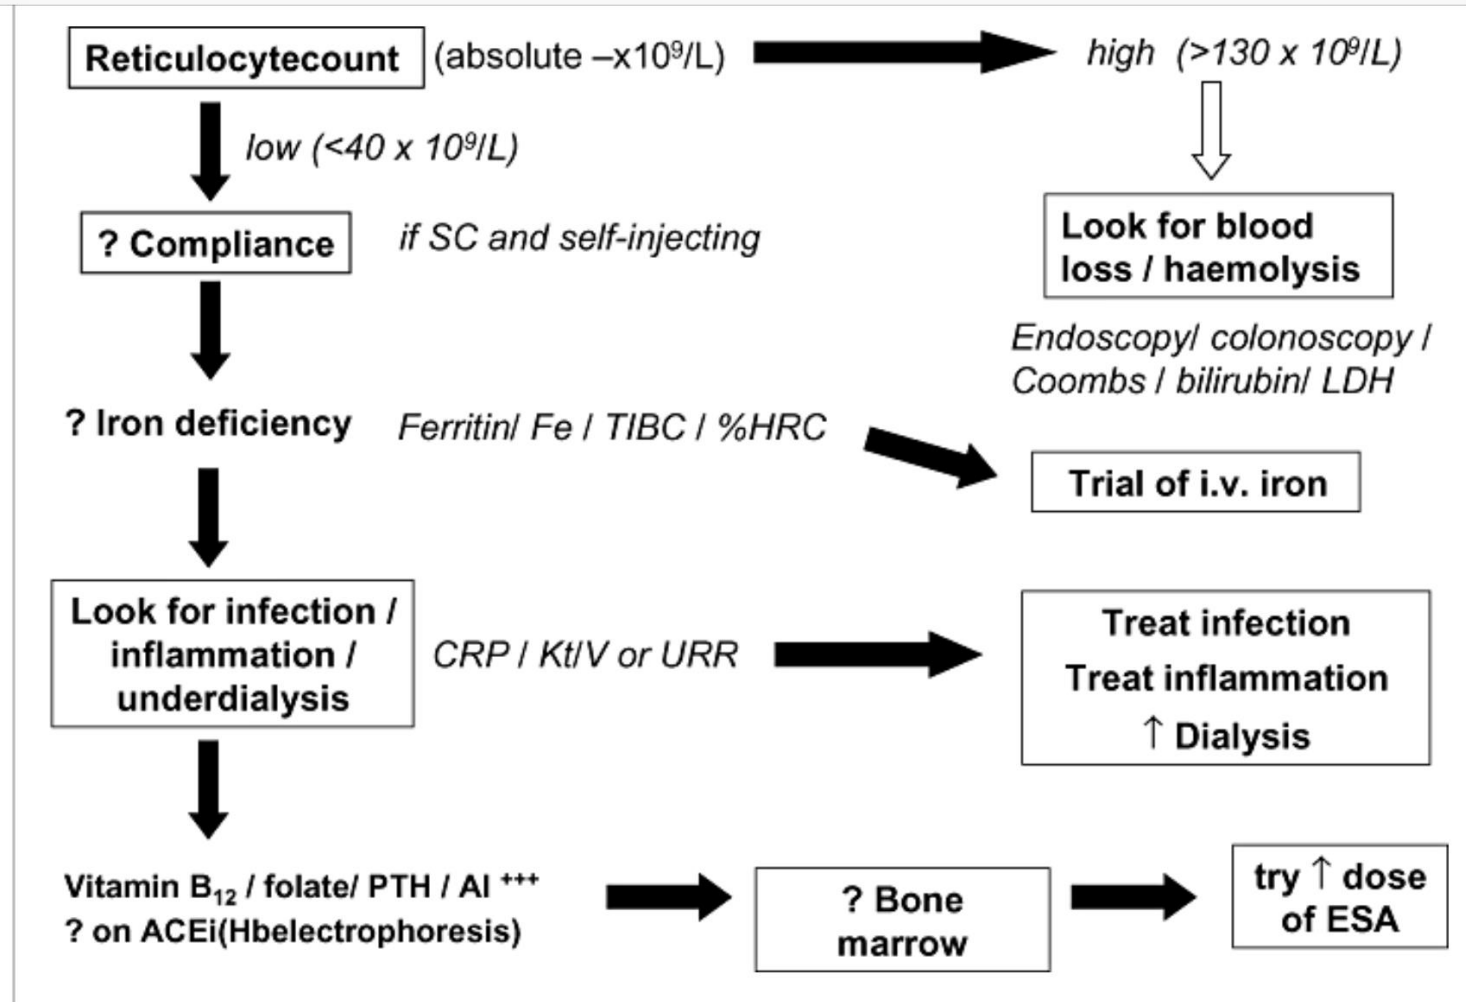 Reticulocytecount (absolute –x10⁹/L) high (>130 x 10⁹/L)
low (<40 x 10⁹/L)
? Compliance if SC and self-injecting
Look for blood
loss / haemolysis
Endoscopy/ colonoscopy /
Coombs / bilirubin/ LDH
? Iron deficiency Ferritin/ Fe / TIBC / %HRC
Trial of i.v. iron
Look for infection /
inflammation /
underdialysis
CRP / Kt/V or URR
Treat infection
Treat inflammation
↑ Dialysis
Vitamin B₁₂ / folate/ PTH / Al +++
? on ACEi(Hbelectrophoresis)
? Bone
marrow
try ↑ dose
of ESA